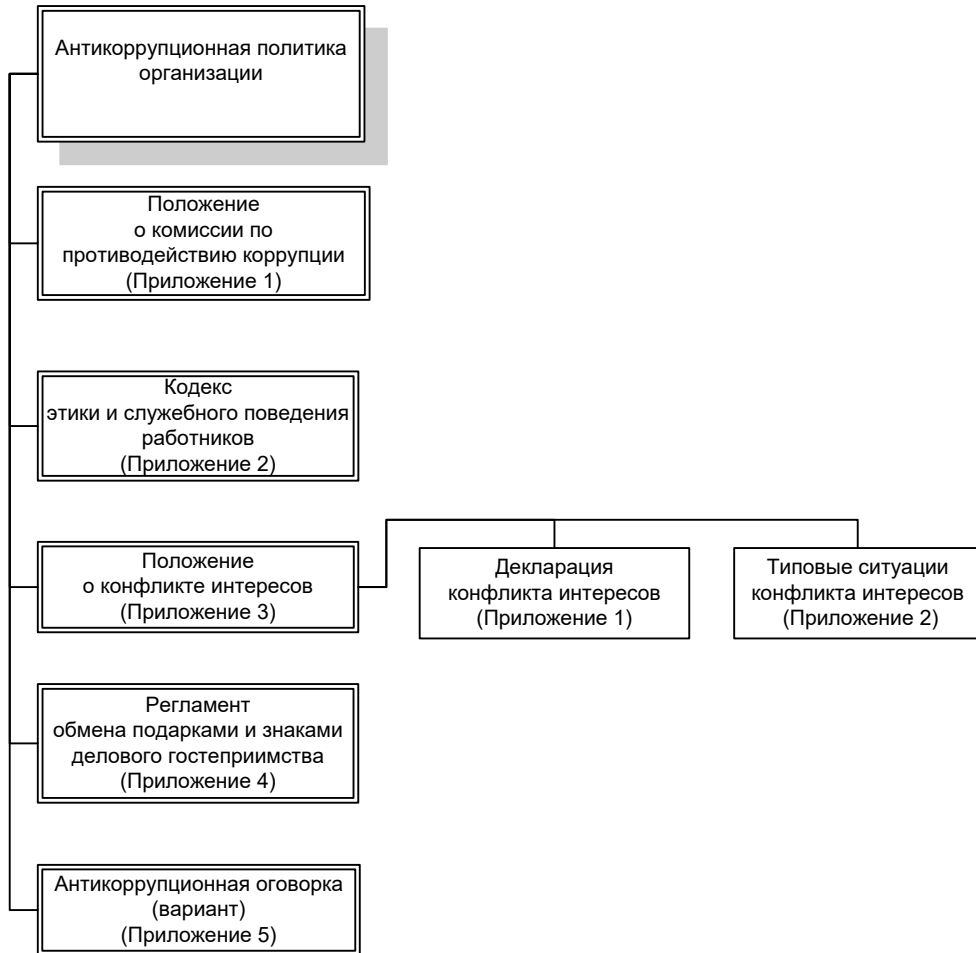 Антикоррупционная политика
организации
Положение
о комиссии по
противодействию коррупции
(Приложение 1)
Кодекс
этики и служебного поведения
работников
(Приложение 2)
Положение
о конфликте интересов
(Приложение 3)
Декларация
конфликта интересов
(Приложение 1)
Типовые ситуации
конфликта интересов
(Приложение 2)
Регламент
обмена подарками и знаками
делового гостеприимства
(Приложение 4)
Антикоррупционная оговорка
(вариант)
(Приложение 5)